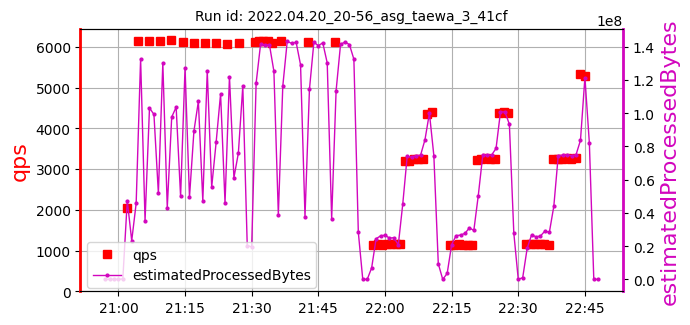 Run id: 2022.04.20_20-56_asg_taewa_3_41cf
1e8
qps
6000
5000
4000
3000
2000
1000
0
1.4
1.2
1.0
0.8
0.6
0.4
0.2
0.0
estimatedProcessedBytes
qps
estimatedProcessedBytes
21:00 21:15 21:30 21:45 22:00 22:15 22:30 22:45